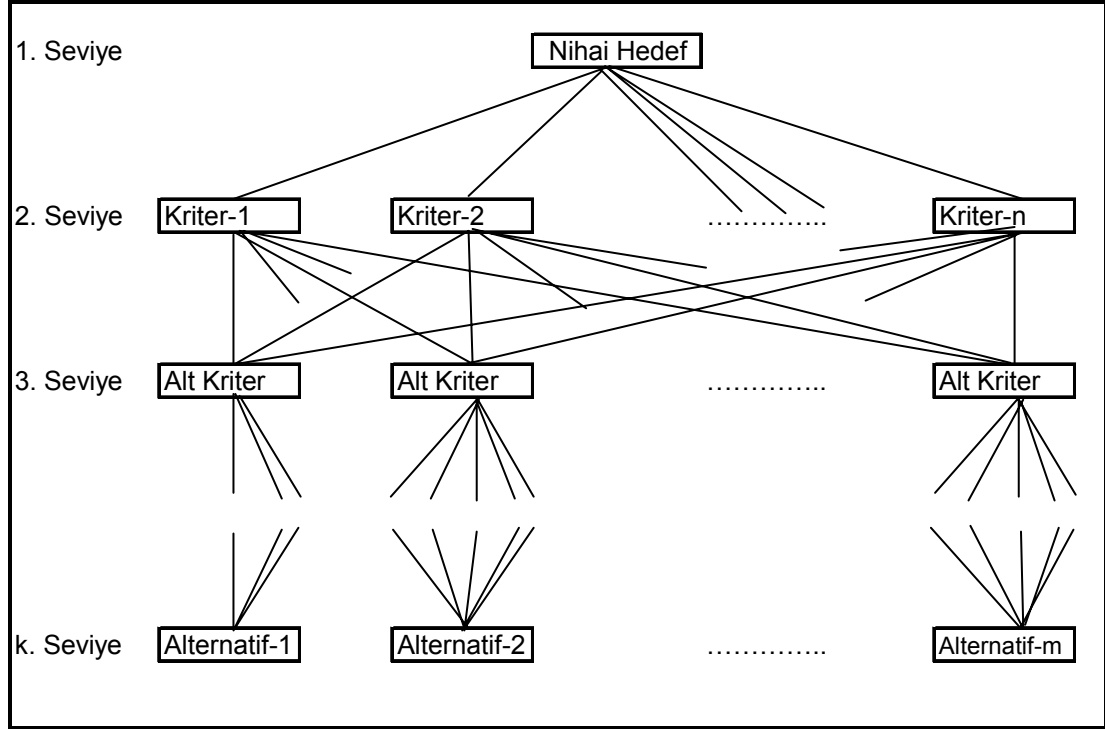 1. Seviye Nihai Hedef
2. Seviye Kriter-1 Kriter-2 ………….. Kriter-n
3. Seviye Alt Kriter Alt Kriter ………….. Alt Kriter
k. Seviye Alternatif-1 Alternatif-2 ………….. Alternatif-m